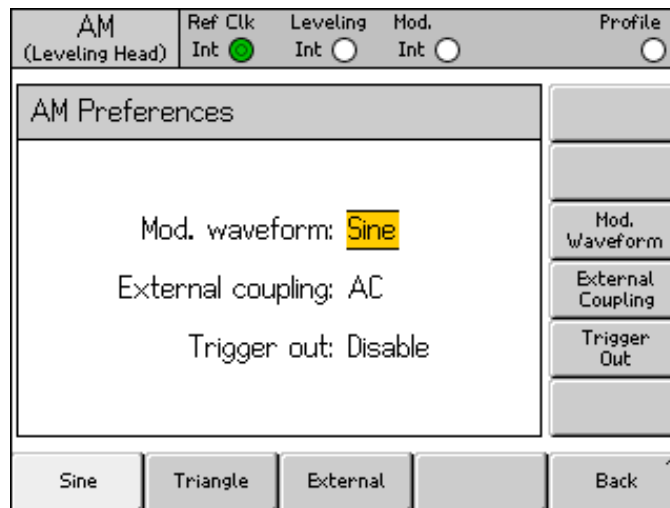 AM
(Leveling Head)
Ref Clk
Int
Leveling
Int
Mod.
Int
Profile
AM Preferences
Mod. waveform: Sine
External coupling: AC
Trigger out: Disable
Mod.
Waveform
External
Coupling
Trigger
Out
Sine
Triangle
External
Back